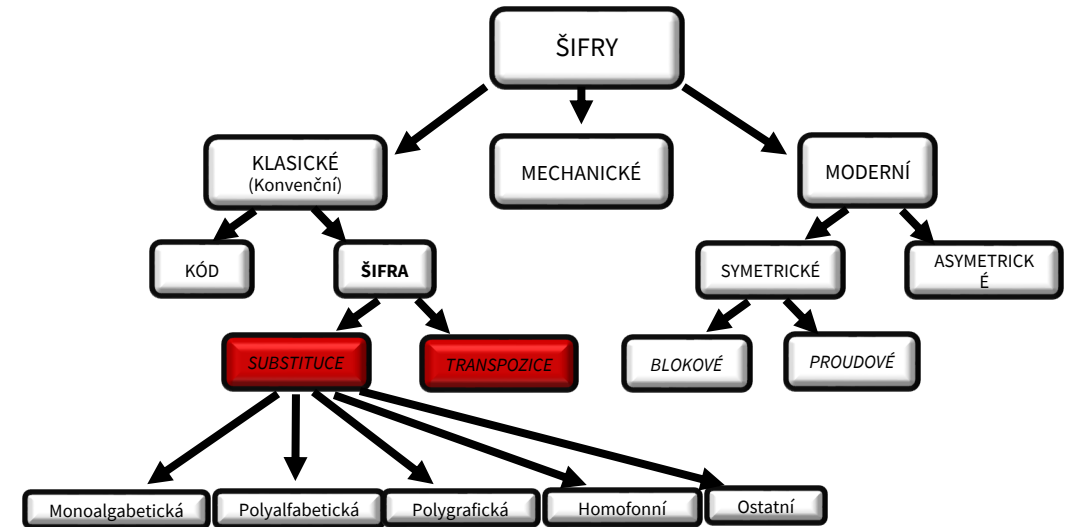 ŠIFRY
KLASICKÉ
(Konvenční)
MECHANICKÉ
MODERNÍ
KÓD
ŠIFRA
SYMETRICKÉ
ASYMETRICK
É
SUBSTITUCE
TRANSPOZICE
BLOKOVÉ
PROUDOVÉ
Monoalgabetická
Polyalfabetická
Polygrafická
Homofonní
Ostatní